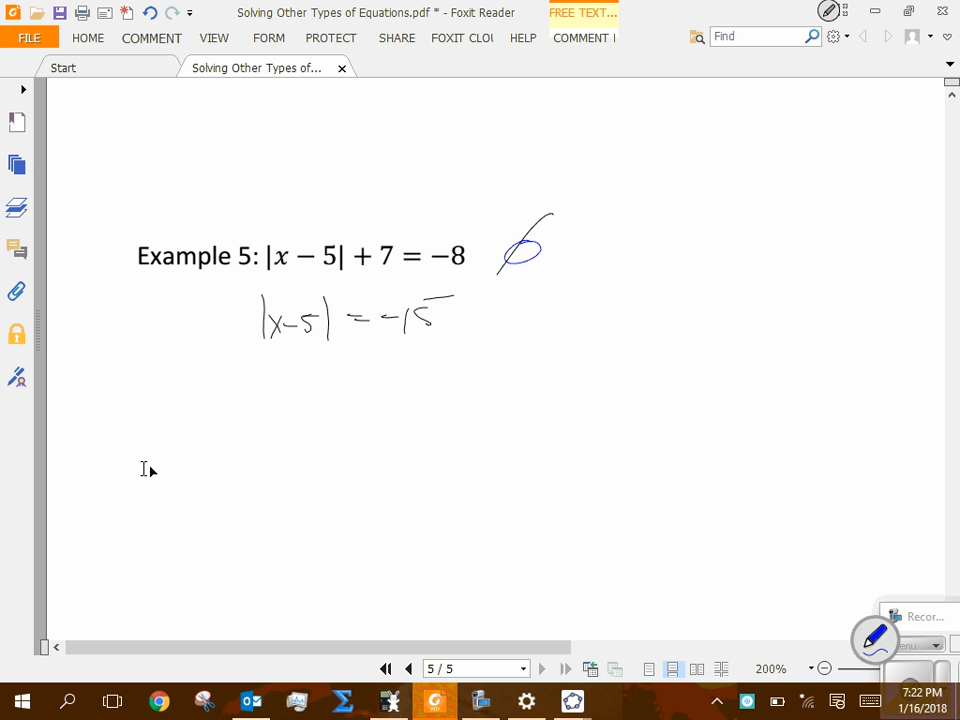 Solving Other Types of Equations.pdf * - Foxit Reader
FREE TEXT...
FILE HOME COMMENT VIEW FORM PROTECT SHARE FOXIT CLOU HELP COMMENT
Find
Start
Solving Other Types of...
Example 5: |x − 5| + 7 = −8 ∅
|x-5| = -15
Recor...
enu
5 / 5
200%
7:22 PM
1/16/2018